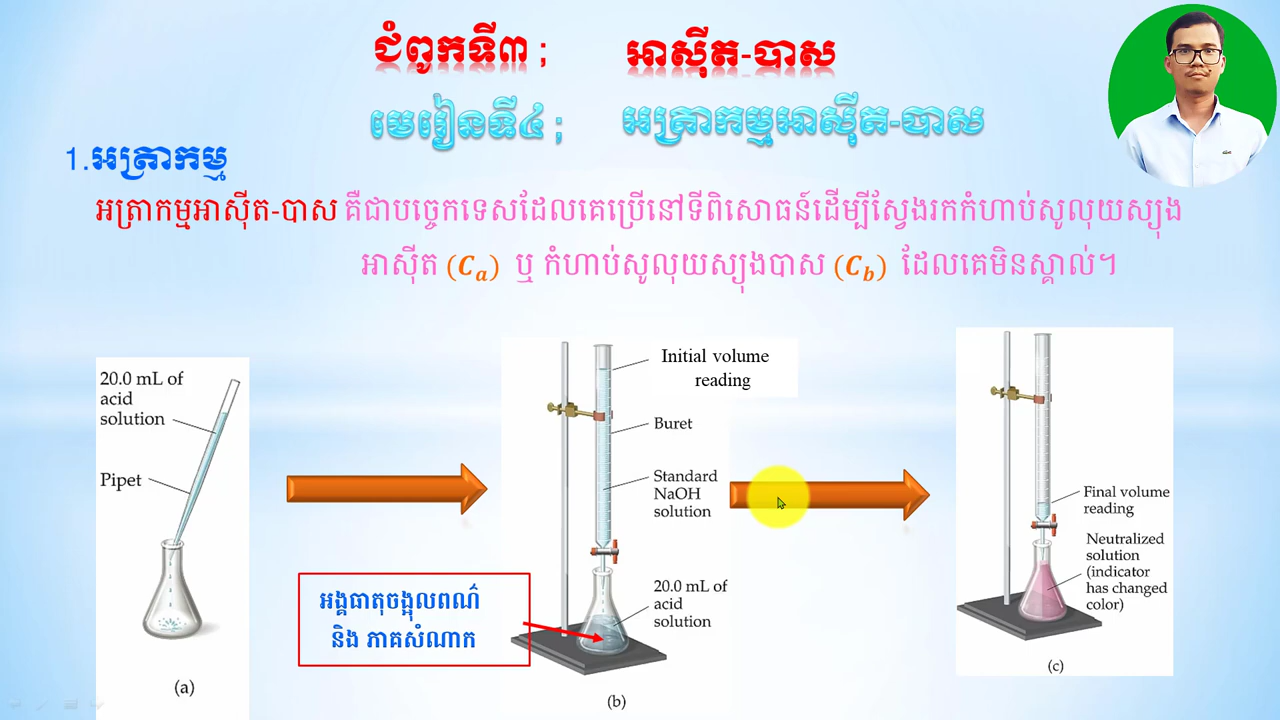 ជំពូកទី៣ ; អាស៊ីត-បាស
មេរៀនទី៤ ; អត្រាកម្មអាស៊ីត-បាស
1.អត្រាកម្ម
អត្រាកម្មអាស៊ីត-បាស គឺជាបច្ចេកទេសដែលគេប្រើនៅទីពិសោធន៍ដើម្បីស្វែងរកកំហាប់សូលុយស្យុង
អាស៊ីត (Cₐ) ឬ កំហាប់សូលុយស្យុងបាស (C_b) ដែលគេមិនស្គាល់។
20.0 mL of
acid
solution
Pipet
(a)
អង្គធាតុចង្អុលពណ៌
និង ភាគសំណាក
Initial volume
reading
Buret
Standard
NaOH
solution
20.0 mL of
acid
solution
(b)
Final volume
reading
Neutralized
solution
(indicator
has changed
color)
(c)